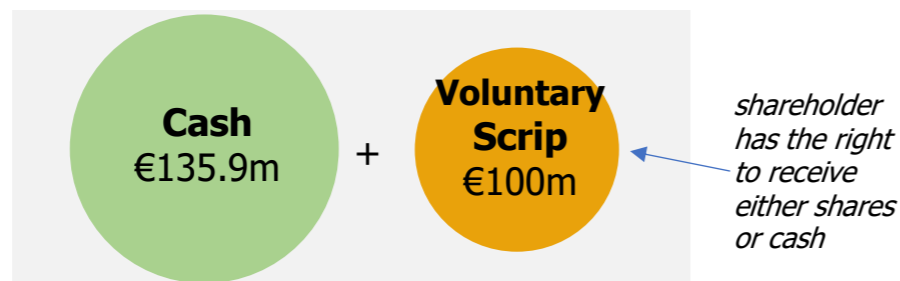 Cash
€135.9m
+
Voluntary
Scrip
€100m
shareholder
has the right
to receive
either shares
or cash